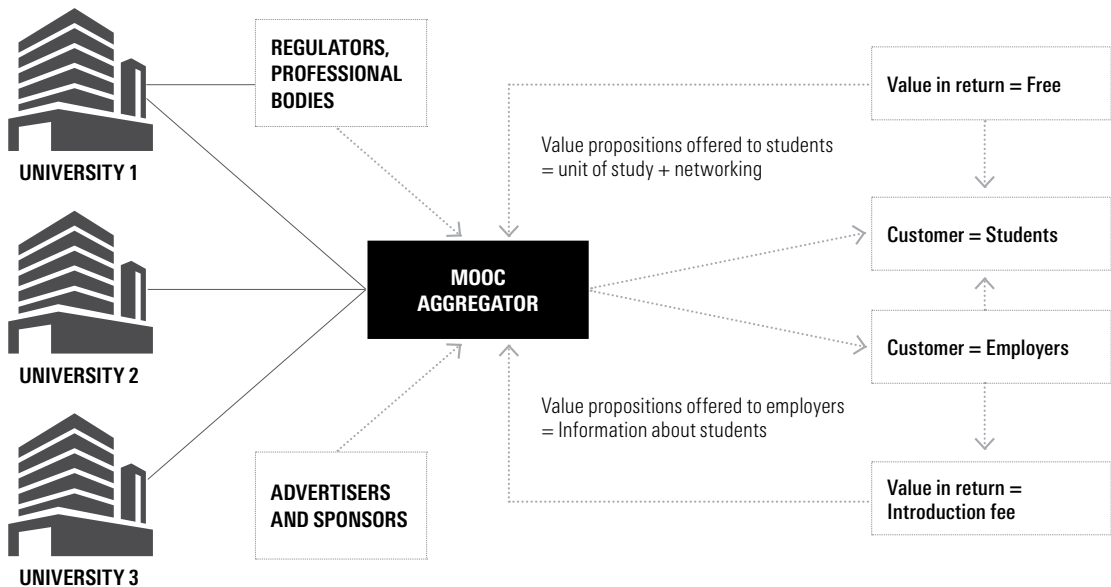 REGULATORS,
PROFESSIONAL
BODIES
UNIVERSITY 1
Value in return = Free
Value propositions offered to students
= unit of study + networking
Customer = Students
MOOC
AGGREGATOR
Customer = Employers
UNIVERSITY 2
Value propositions offered to employers
= Information about students
ADVERTISERS
AND SPONSORS
Value in return =
Introduction fee
UNIVERSITY 3